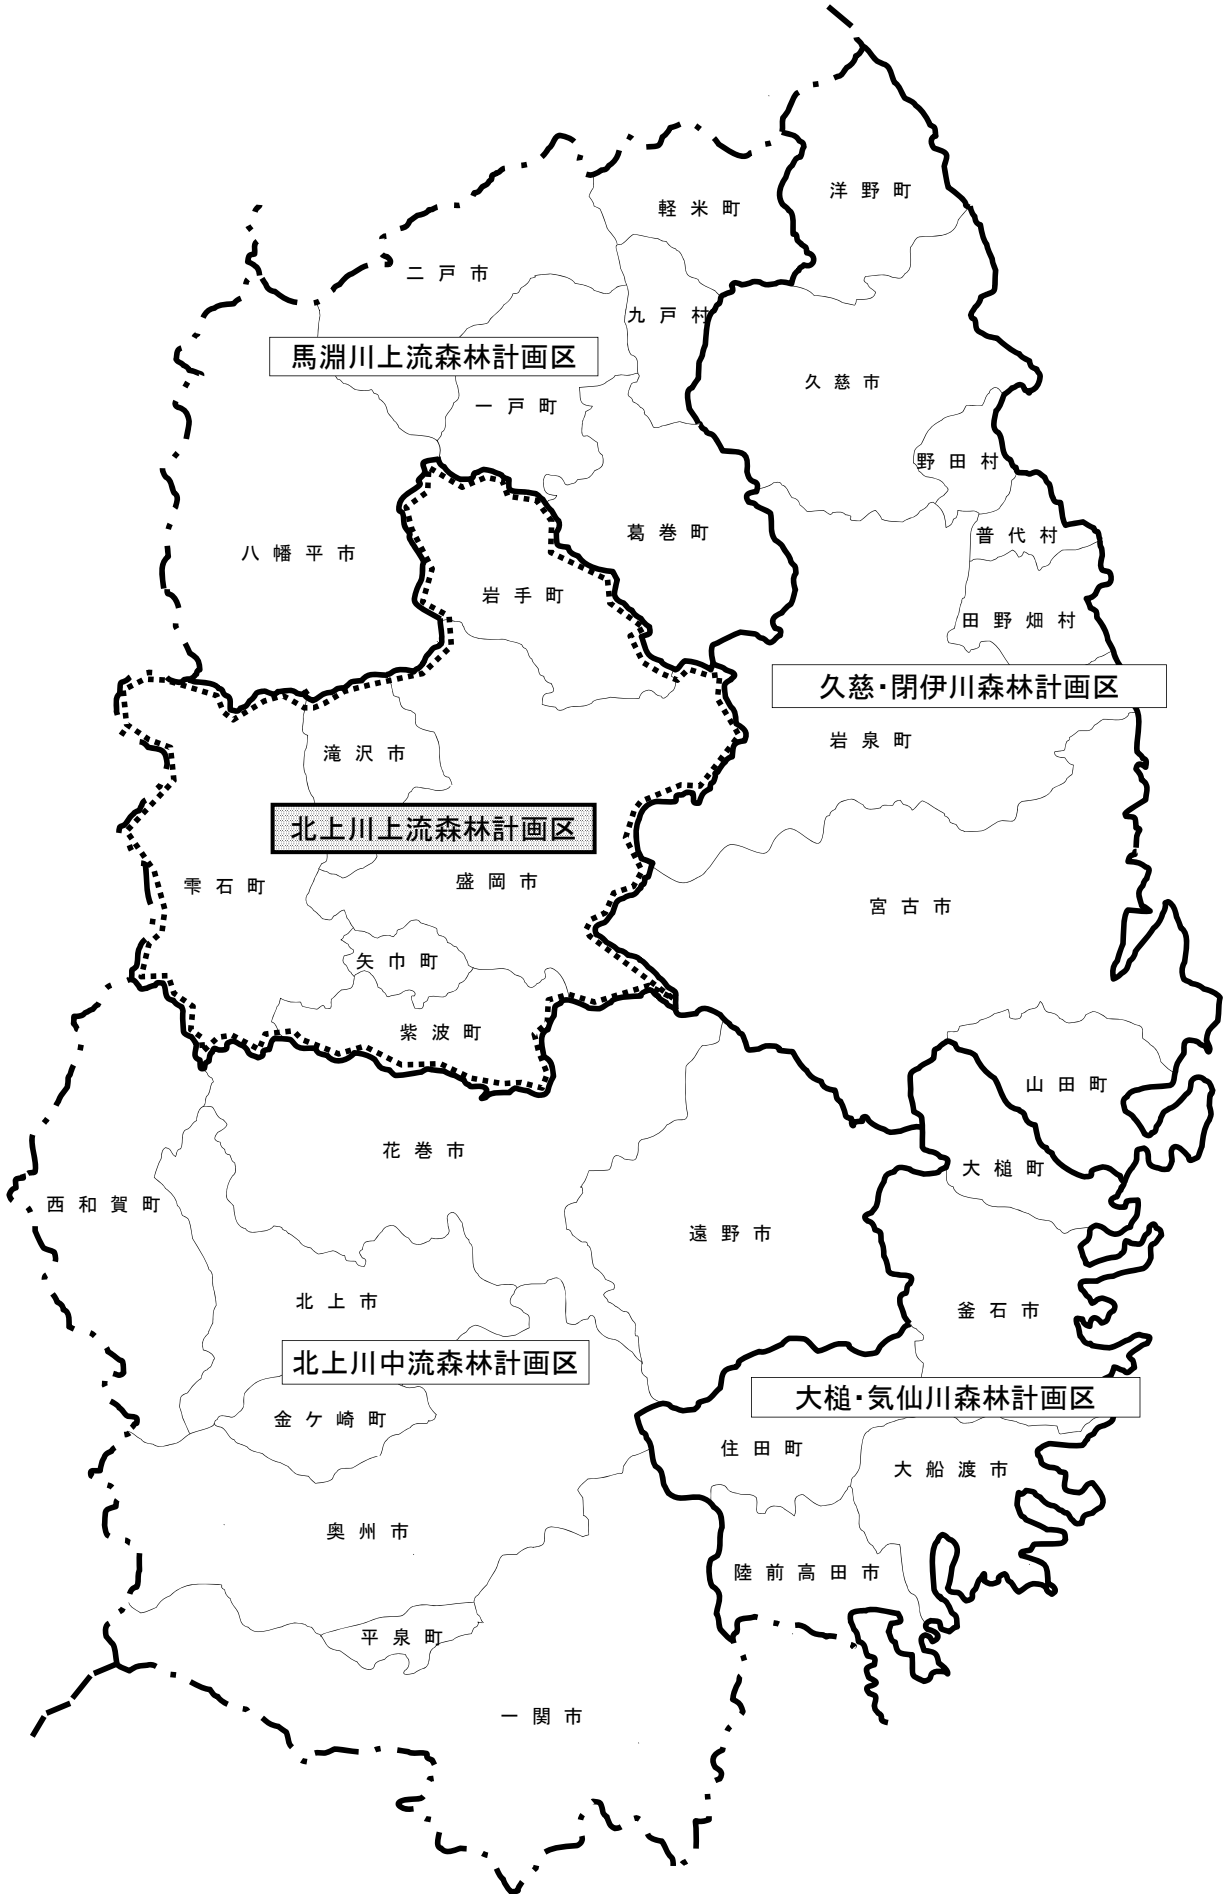 洋野町
軽米町
二戸市
九戸村
馬淵川上流森林計画区
久慈市
一戸町
野田村
葛巻町
普代村
八幡平市
岩手町
田野畑村
久慈・閉伊川森林計画区
岩泉町
滝沢市
北上川上流森林計画区
盛岡市
雫石町
宮古市
矢巾町
紫波町
山田町
花巻市
大槌町
西和賀町
遠野市
北上市
釜石市
北上川中流森林計画区
大槌・気仙川森林計画区
金ケ崎町
住田町
大船渡市
奥州市
陸前高田市
平泉町
一関市